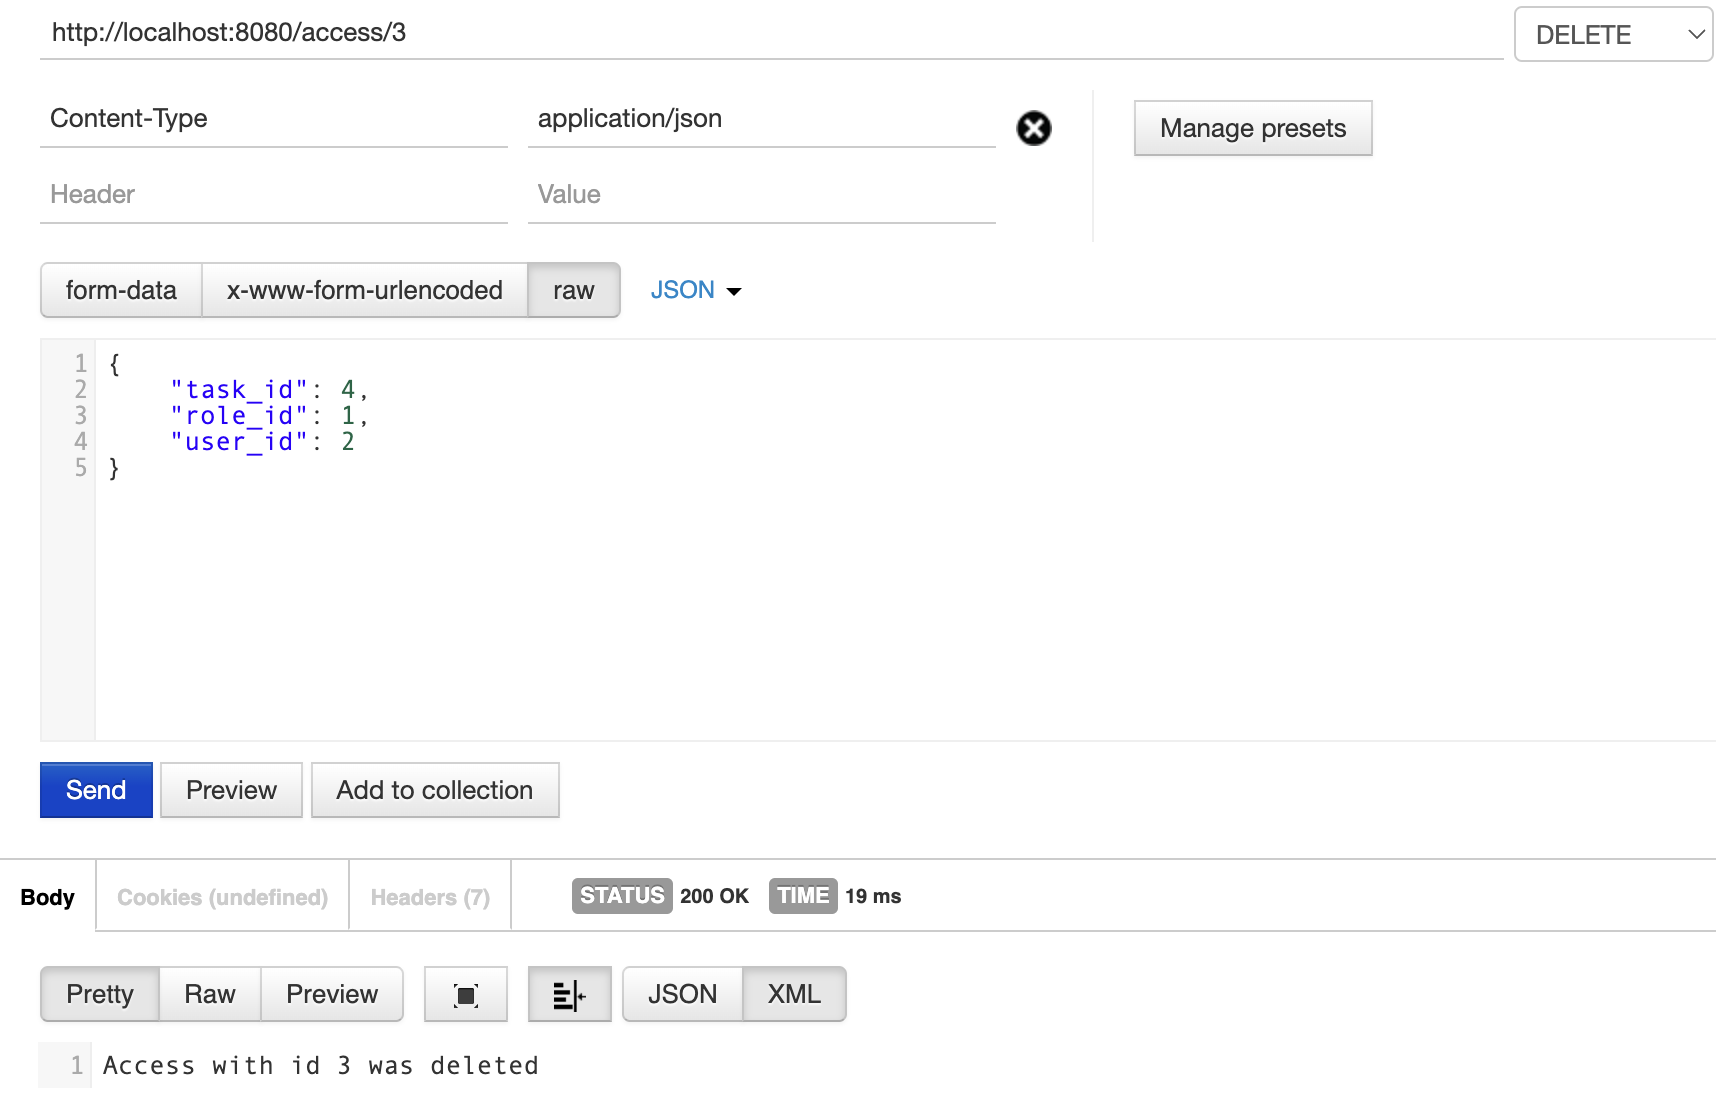 http://localhost:8080/access/3 DELETE
Content-Type application/json Manage presets
Header Value
form-data x-www-form-urlencoded raw JSON
1 {
2 "task_id": 4,
3 "role_id": 1,
4 "user_id": 2
5 }
Send Preview Add to collection
Body Cookies (undefined) Headers (7) STATUS 200 OK TIME 19 ms
Pretty Raw Preview JSON XML
1 Access with id 3 was deleted